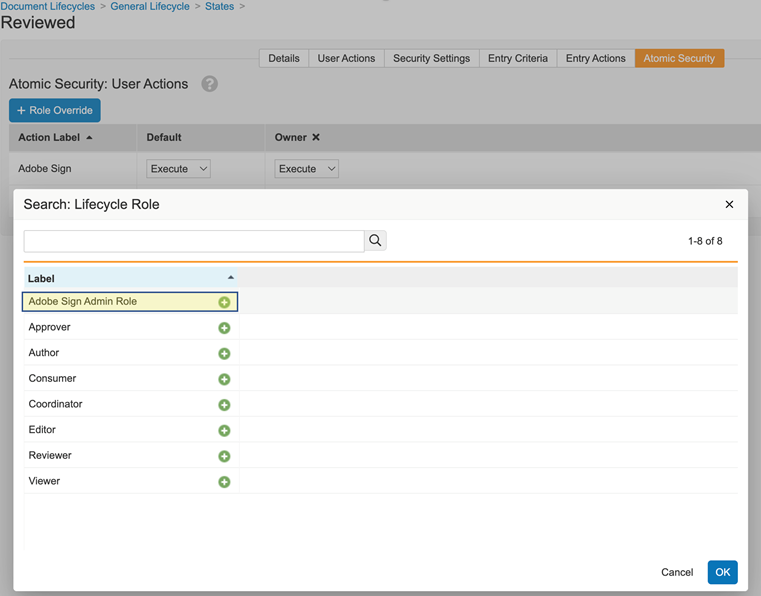 Document Lifecycles > General Lifecycle > States >
Reviewed
Details User Actions Security Settings Entry Criteria Entry Actions Atomic Security
Atomic Security: User Actions ?
+ Role Override
Action Label Default Owner
Adobe Sign Execute Execute
Search: Lifecycle Role
1-8 of 8
Label
Adobe Sign Admin Role
Approver
Author
Consumer
Coordinator
Editor
Reviewer
Viewer
Cancel OK